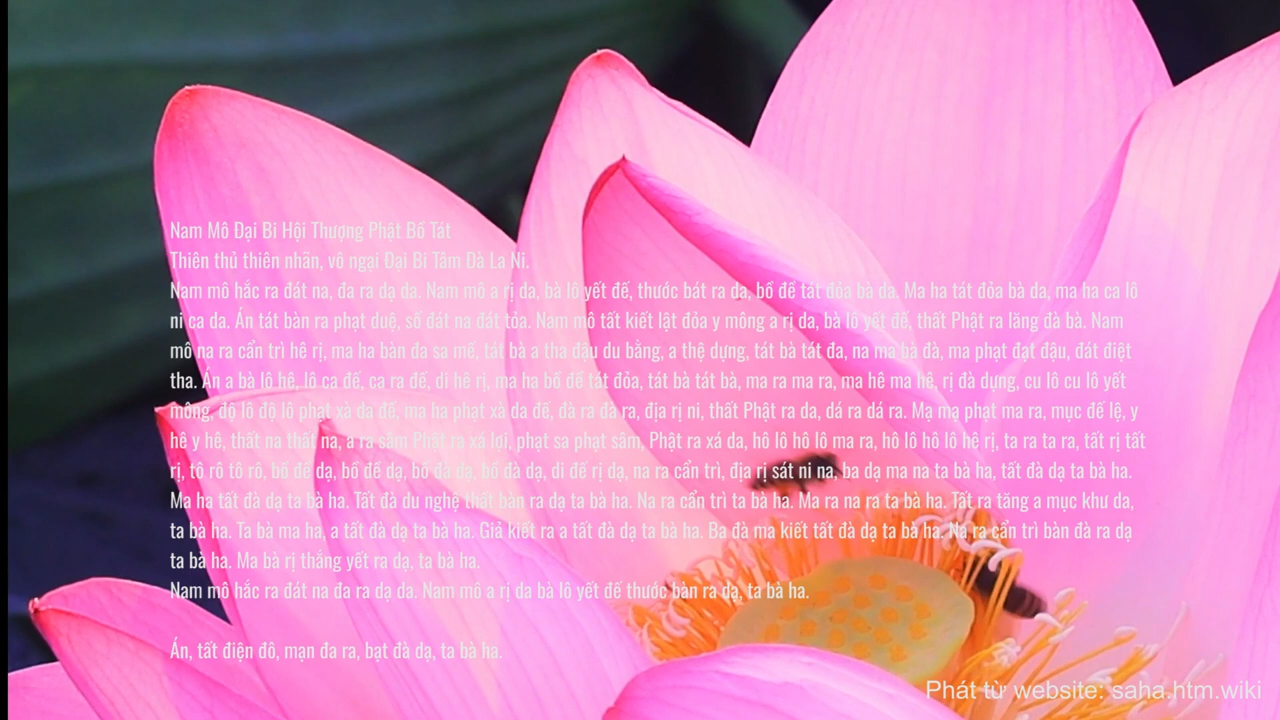 Nam Mô Đại Bi Hội Thượng Phật Bồ Tát
Thiên thủ thiên nhãn, vô ngại Đại Bi Tâm Đà La Ni.
Nam mô hắc ra đát na, đa ra dạ da. Nam mô a rị da, bà lô yết đế, thước bát ra da, bồ đề tát đỏa bà da. Ma ha tát đỏa bà da, ma ha ca lô
ni ca da. Án tát bàn ra phạt duệ, số đát na đát tỏa. Nam mô tất kiết lật đỏa y mông a rị da, bà lô yết đế, thất Phật ra lăng đà bà. Nam
mô na ra cẩn trì hê rị, ma ha bàn đa sa mế, tát bà a tha đậu du bằng, a thệ dựng, tát bà tát đa, na ma bà đà, ma phạt đạt đậu, đát điệt
tha. Án a bà lô hê, lô ca đế, ca ra đế, di hê rị, ma ha bồ đề tát đỏa, tát bà tát bà, ma ra ma ra, ma hê ma hê, rị đà dựng, cu lô cu lô yết
mông, độ lô độ lô phạt xà da đế, ma ha phạt xà da đế, đà ra đà ra, địa rị ni, thất Phật ra da, dá ra dá ra. Mạ mạ phạt ma ra, mục đế lệ, y
hê y hê, thất na thất na, a ra sâm Phật ra xá lợi, phạt sa phạt sâm, Phật ra xá da, hô lô hô lô ma ra, hô lô hô lô hê rị, ta ra ta ra, tất rị tất
rị, tô rô tô rô, bồ đề dạ, bồ đề dạ, bồ đà dạ, bồ đà dạ, di đế rị dạ, na ra cẩn trì, địa rị sát ni na, ba dạ ma na ta bà ha, tất đà dạ ta bà ha.
Ma ha tất đà dạ ta bà ha. Tất đà du nghệ thất bàn ra dạ ta bà ha. Na ra cẩn trì ta bà ha. Ma ra na ra ta bà ha. Tất ra tăng a mục khư da,
ta bà ha. Ta bà ma ha, a tất đà dạ ta bà ha. Giả kiết ra a tất đà dạ ta bà ha. Ba đà ma kiết tất đà dạ ta bà ha. Na ra cẩn trì bàn đà ra dạ
ta bà ha. Ma bà rị thắng yết ra dạ, ta bà ha.
Nam mô hắc ra đát na đa ra dạ da. Nam mô a rị da bà lô yết đế thước bàn ra dạ, ta bà ha.
Án, tất điện đô, mạn đa ra, bạt đà dạ, ta bà ha.
Phát từ website: saha.htm.wiki